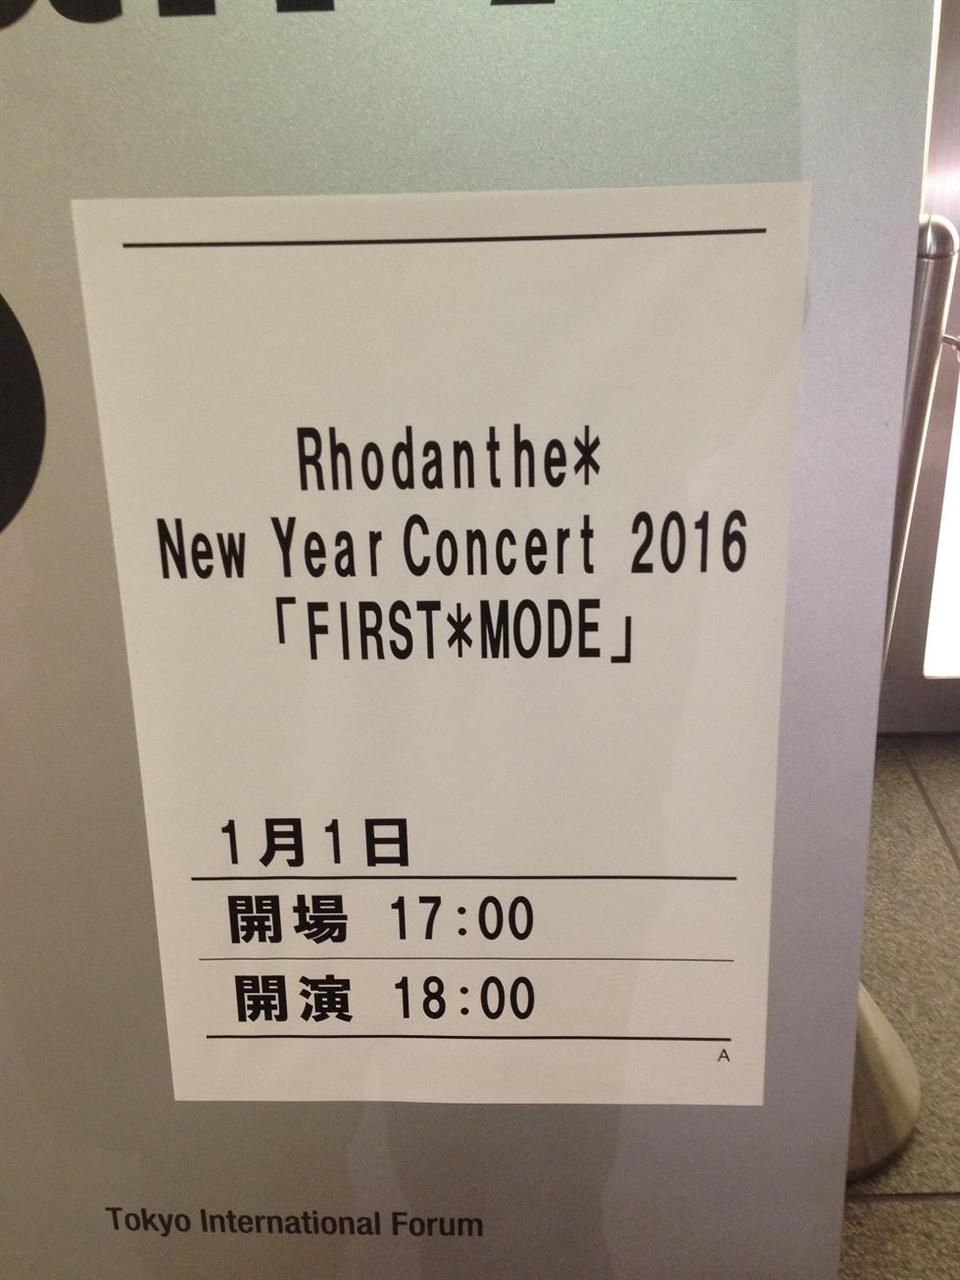 Rhodanthe*
New Year Concert 2016
「FIRST*MODE」
1月1日
開場 17:00
開演 18:00
A
Tokyo International Forum